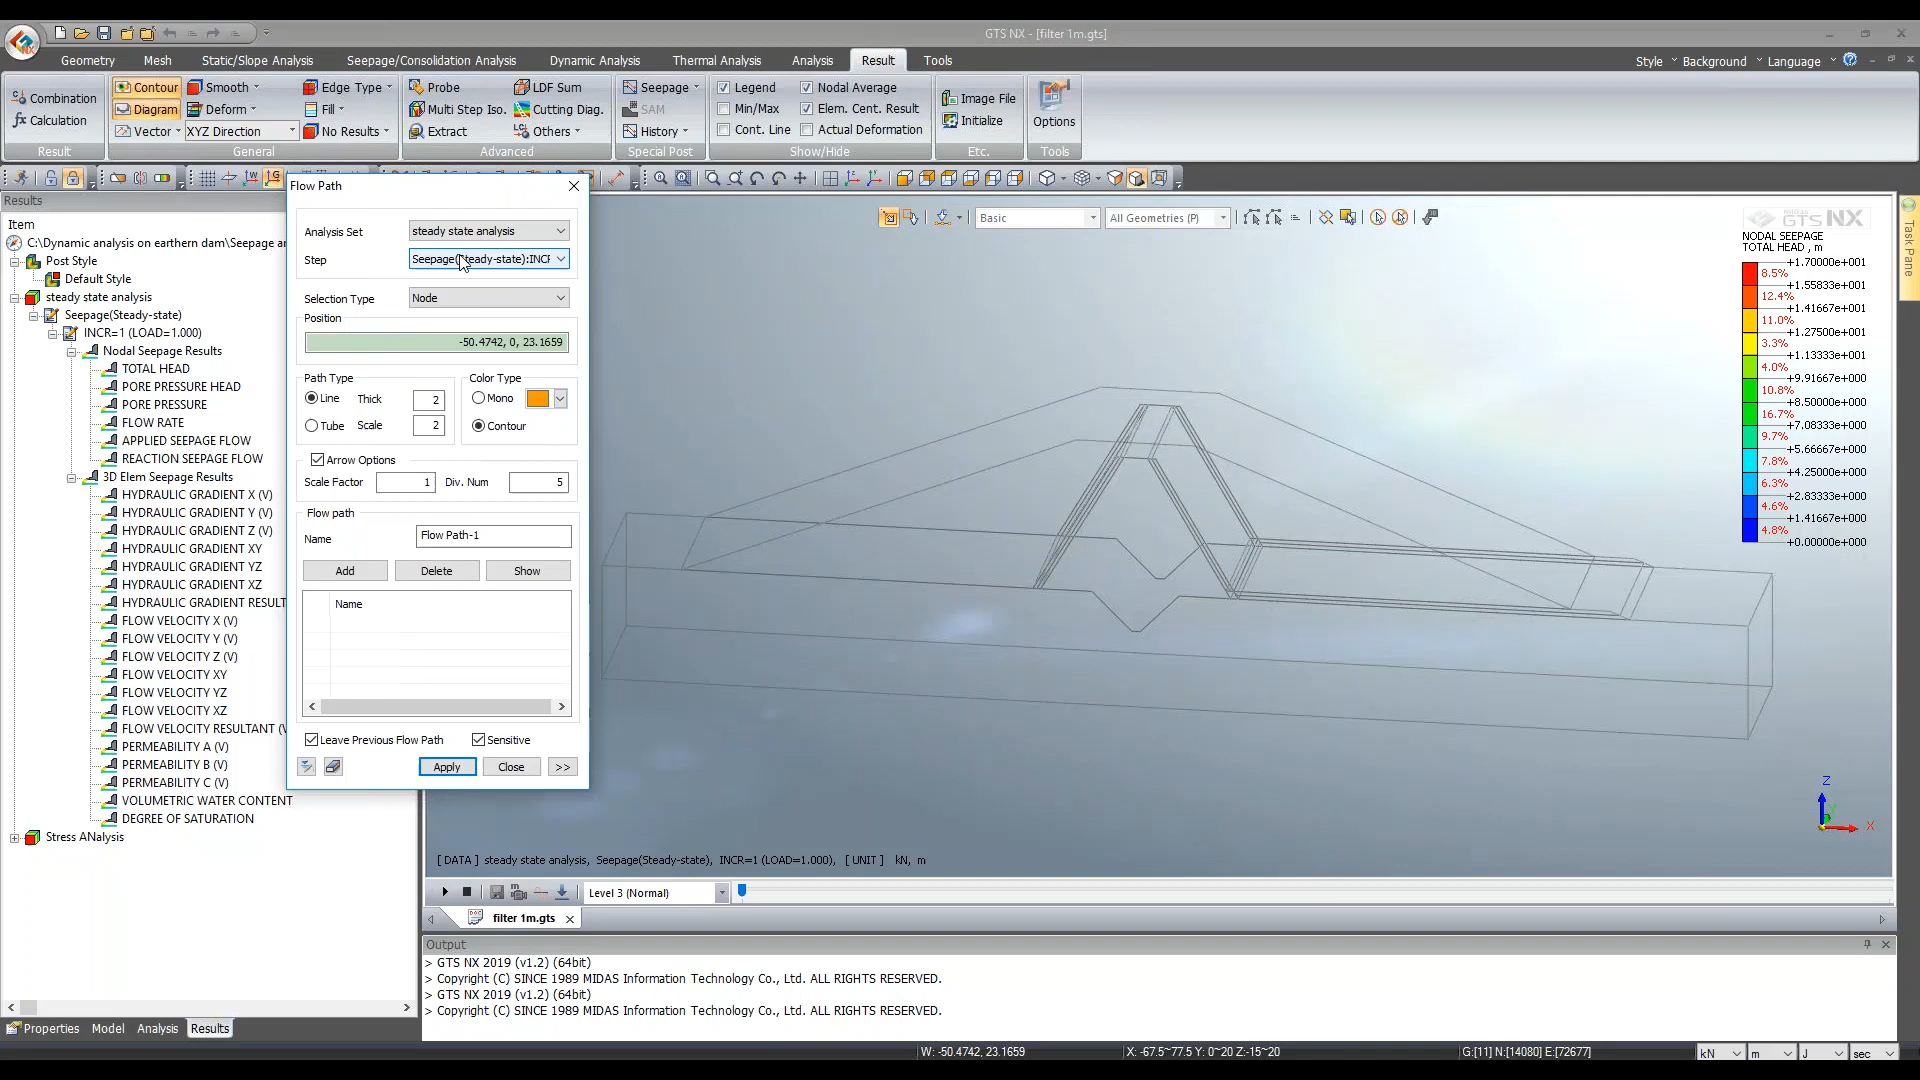 GTS NX - [filter 1m.gts]
Geometry Mesh Static/Slope Analysis Seepage/Consolidation Analysis Dynamic Analysis Thermal Analysis Analysis Result Tools Style Background Language
Combination
Calculation
Result
Contour Smooth Edge Type
Diagram Deform Fill
Vector XYZ Direction No Results
General
Probe LDF Sum
Multi Step Iso. Cutting Diag.
Extract Others
Advanced
Seepage
SAM
History
Special Post
Legend Nodal Average
Min/Max Elem. Cent. Result
Cont. Line Actual Deformation
Show/Hide
Image File
Initialize
Etc.
Options
Tools
Results
Item
C:\Dynamic analysis on earthern dam\Seepage ar
Post Style
Default Style
steady state analysis
Seepage(Steady-state)
INCR=1 (LOAD=1.000)
Nodal Seepage Results
TOTAL HEAD
PORE PRESSURE HEAD
PORE PRESSURE
FLOW RATE
APPLIED SEEPAGE FLOW
REACTION SEEPAGE FLOW
3D Elem Seepage Results
HYDRAULIC GRADIENT X (V)
HYDRAULIC GRADIENT Y (V)
HYDRAULIC GRADIENT Z (V)
HYDRAULIC GRADIENT XY
HYDRAULIC GRADIENT YZ
HYDRAULIC GRADIENT XZ
HYDRAULIC GRADIENT RESULT
FLOW VELOCITY X (V)
FLOW VELOCITY Y (V)
FLOW VELOCITY Z (V)
FLOW VELOCITY XY
FLOW VELOCITY YZ
FLOW VELOCITY XZ
FLOW VELOCITY RESULTANT (V
PERMEABILITY A (V)
PERMEABILITY B (V)
PERMEABILITY C (V)
VOLUMETRIC WATER CONTENT
DEGREE OF SATURATION
Stress ANalysis
Properties Model Analysis Results
Flow Path
Analysis Set steady state analysis
Step Seepage(Steady-state):INCR
Selection Type Node
Position
-50.4742, 0, 23.1659
Path Type
Line Thick 2
Tube Scale 2
Color Type
Mono
Contour
Arrow Options
Scale Factor 1 Div. Num 5
Flow path
Name Flow Path-1
Add Delete Show
Name
Leave Previous Flow Path Sensitive
Apply Close >>
Basic All Geometries (P)
GTS NX
NODAL SEEPAGE
TOTAL HEAD , m
+1.70000e+001
8.5%
+1.55833e+001
12.4%
+1.41667e+001
11.0%
+1.27500e+001
3.3%
+1.13333e+001
4.0%
+9.91667e+000
10.8%
+8.50000e+000
16.7%
+7.08333e+000
9.7%
+5.66667e+000
7.8%
+4.25000e+000
6.3%
+2.83333e+000
4.6%
+1.41667e+000
4.8%
+0.00000e+000
Task Pane
Z
X
[ DATA ] steady state analysis, Seepage(Steady-state), INCR=1 (LOAD=1.000), [ UNIT ] kN, m
Level 3 (Normal)
filter 1m.gts
Output
> GTS NX 2019 (v1.2) (64bit)
> Copyright (C) SINCE 1989 MIDAS Information Technology Co., Ltd. ALL RIGHTS RESERVED.
> GTS NX 2019 (v1.2) (64bit)
> Copyright (C) SINCE 1989 MIDAS Information Technology Co., Ltd. ALL RIGHTS RESERVED.
W: -50.4742, 23.1659 X: -67.5~77.5 Y: 0~20 Z:-15~20 G:[11] N:[14080] E:[72677] kN m J sec